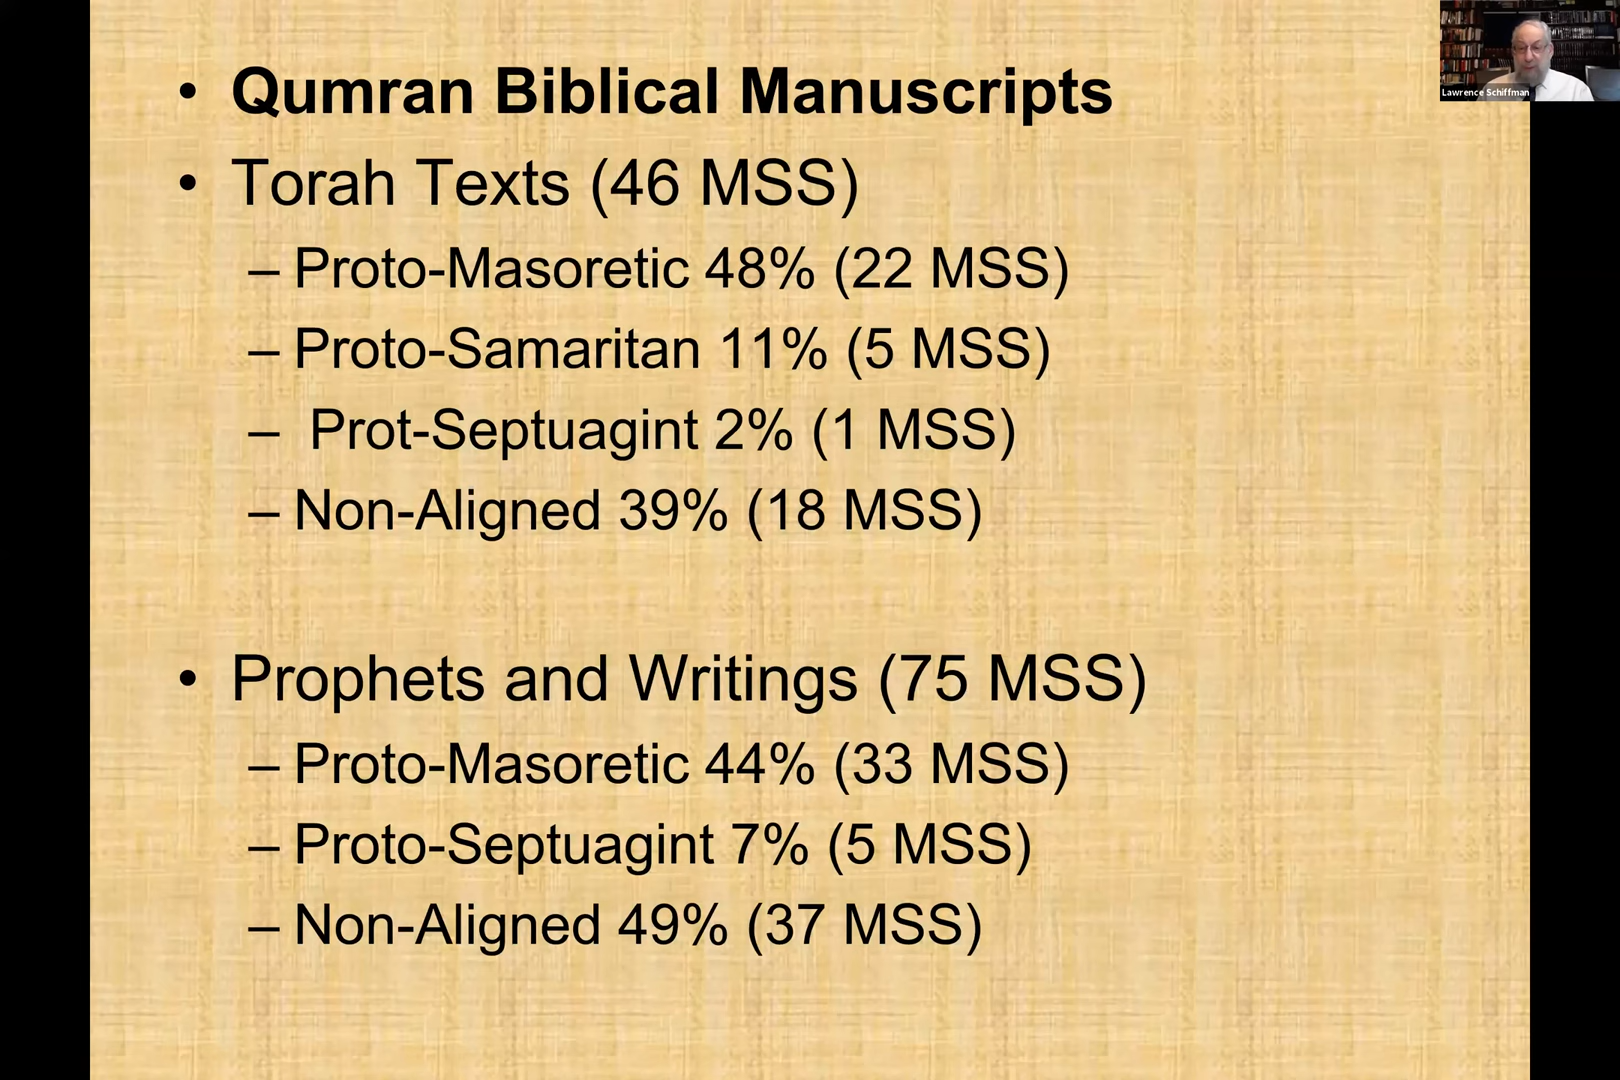 • Qumran Biblical Manuscripts
• Torah Texts (46 MSS)
– Proto-Masoretic 48% (22 MSS)
– Proto-Samaritan 11% (5 MSS)
– Prot-Septuagint 2% (1 MSS)
– Non-Aligned 39% (18 MSS)
• Prophets and Writings (75 MSS)
– Proto-Masoretic 44% (33 MSS)
– Proto-Septuagint 7% (5 MSS)
– Non-Aligned 49% (37 MSS)
Lawrence Schiffman